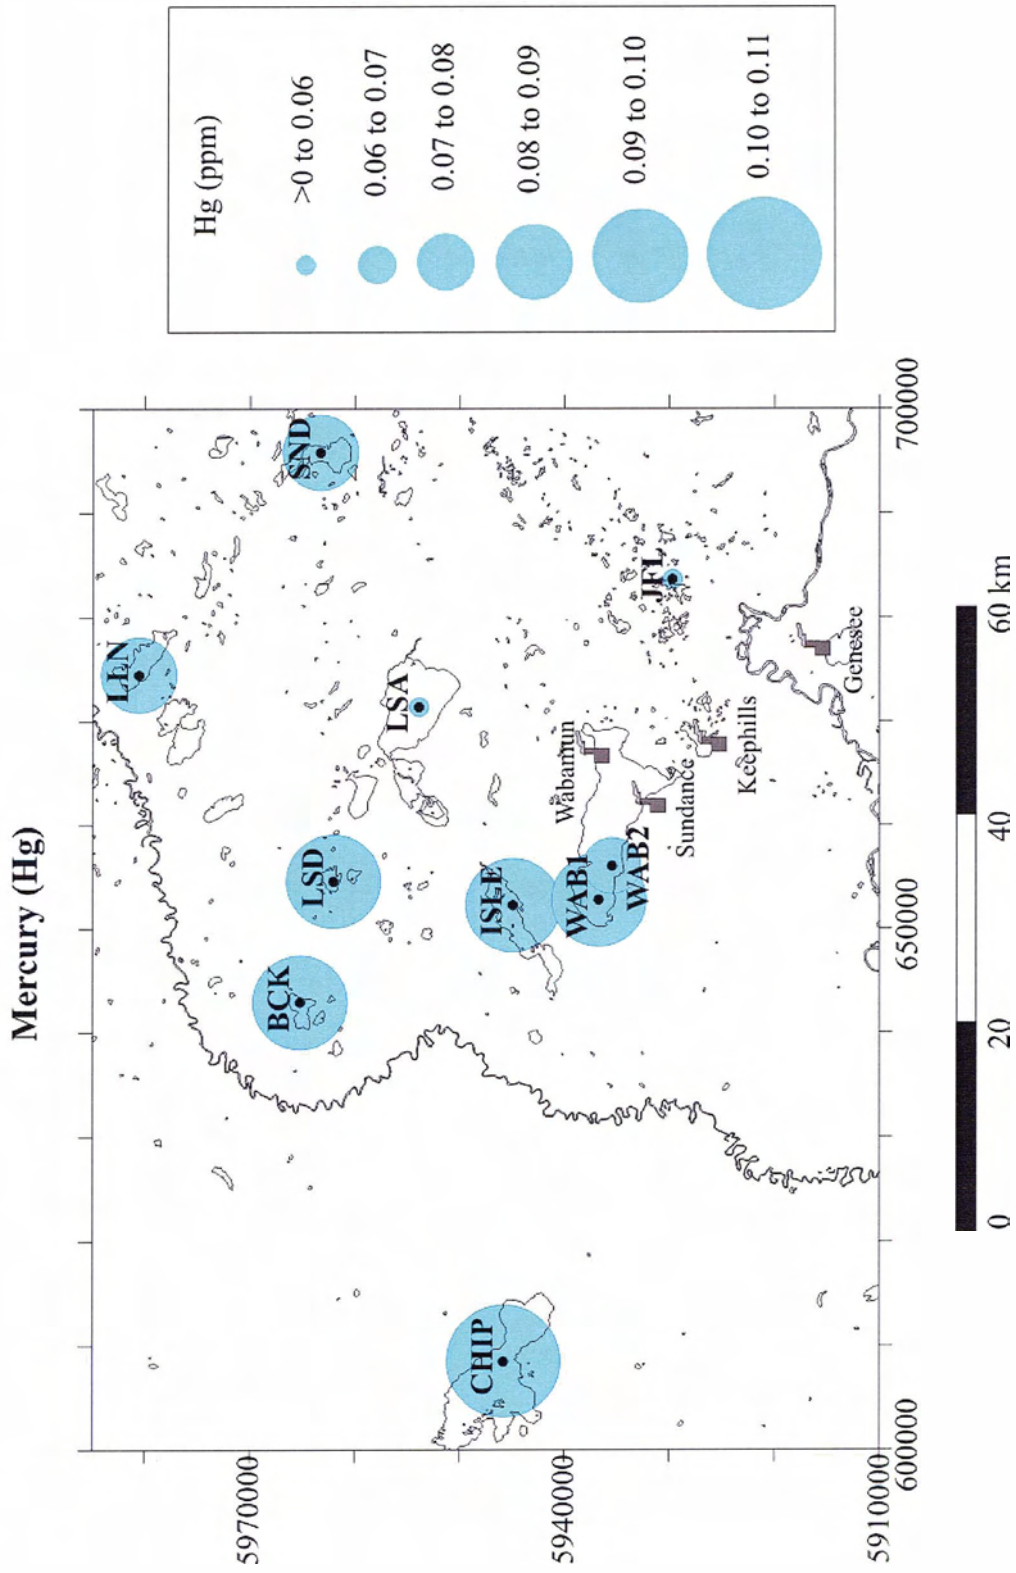 Mercury (Hg)
5970000
5940000
5910000
600000
650000
700000
CHIP
BCK
LSD
ISLE
WAB1
WAB2
LSA
LEN
SND
JFL
Wabamun
Sundance
Keephills
Genesee
0
20
40
60 km
Hg (ppm)
>0 to 0.06
0.06 to 0.07
0.07 to 0.08
0.08 to 0.09
0.09 to 0.10
0.10 to 0.11